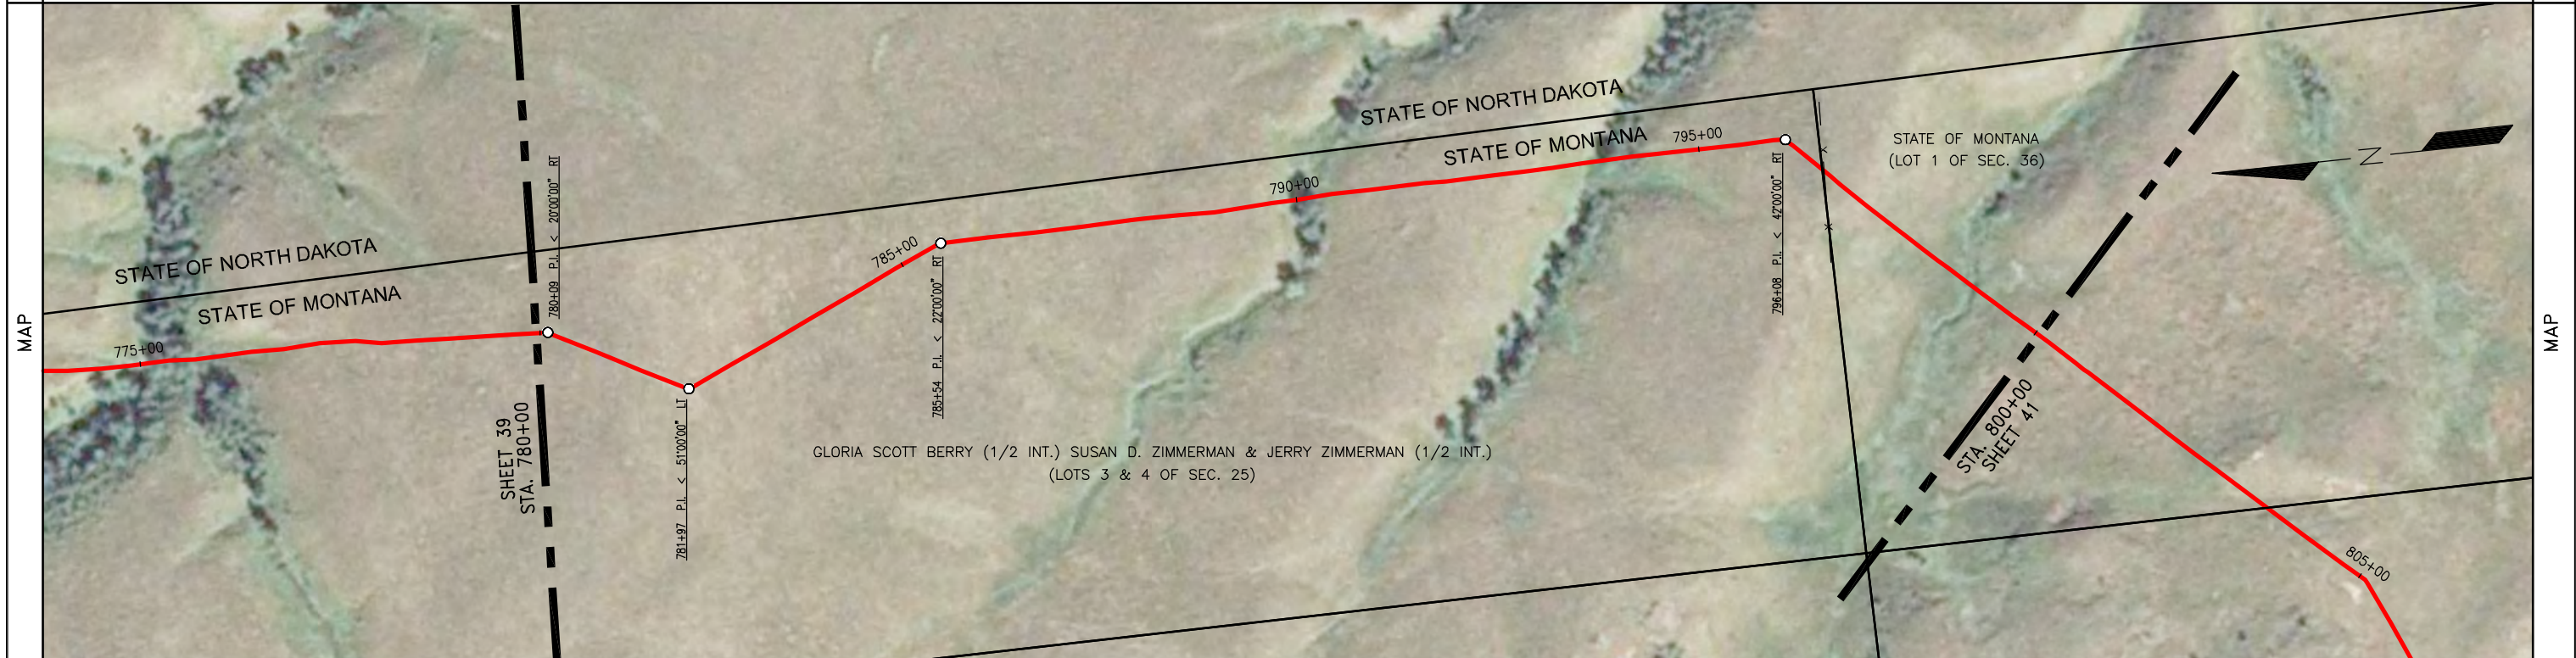 MAP
STATE OF NORTH DAKOTA
STATE OF MONTANA
775+00
SHEET 39
STA. 780+00
780+09 P.I. < 20°00'00" RT
781+97 P.I. < 51°00'00" LT
785+00
785+54 P.I. < 22°00'00" RT
GLORIA SCOTT BERRY (1/2 INT.) SUSAN D. ZIMMERMAN & JERRY ZIMMERMAN (1/2 INT.)
(LOTS 3 & 4 OF SEC. 25)
790+00
STATE OF NORTH DAKOTA
STATE OF MONTANA
795+00
796+08 P.I. < 42°00'00" RT
STATE OF MONTANA
(LOT 1 OF SEC. 36)
N
STA. 800+00
SHEET 41
805+00
MAP